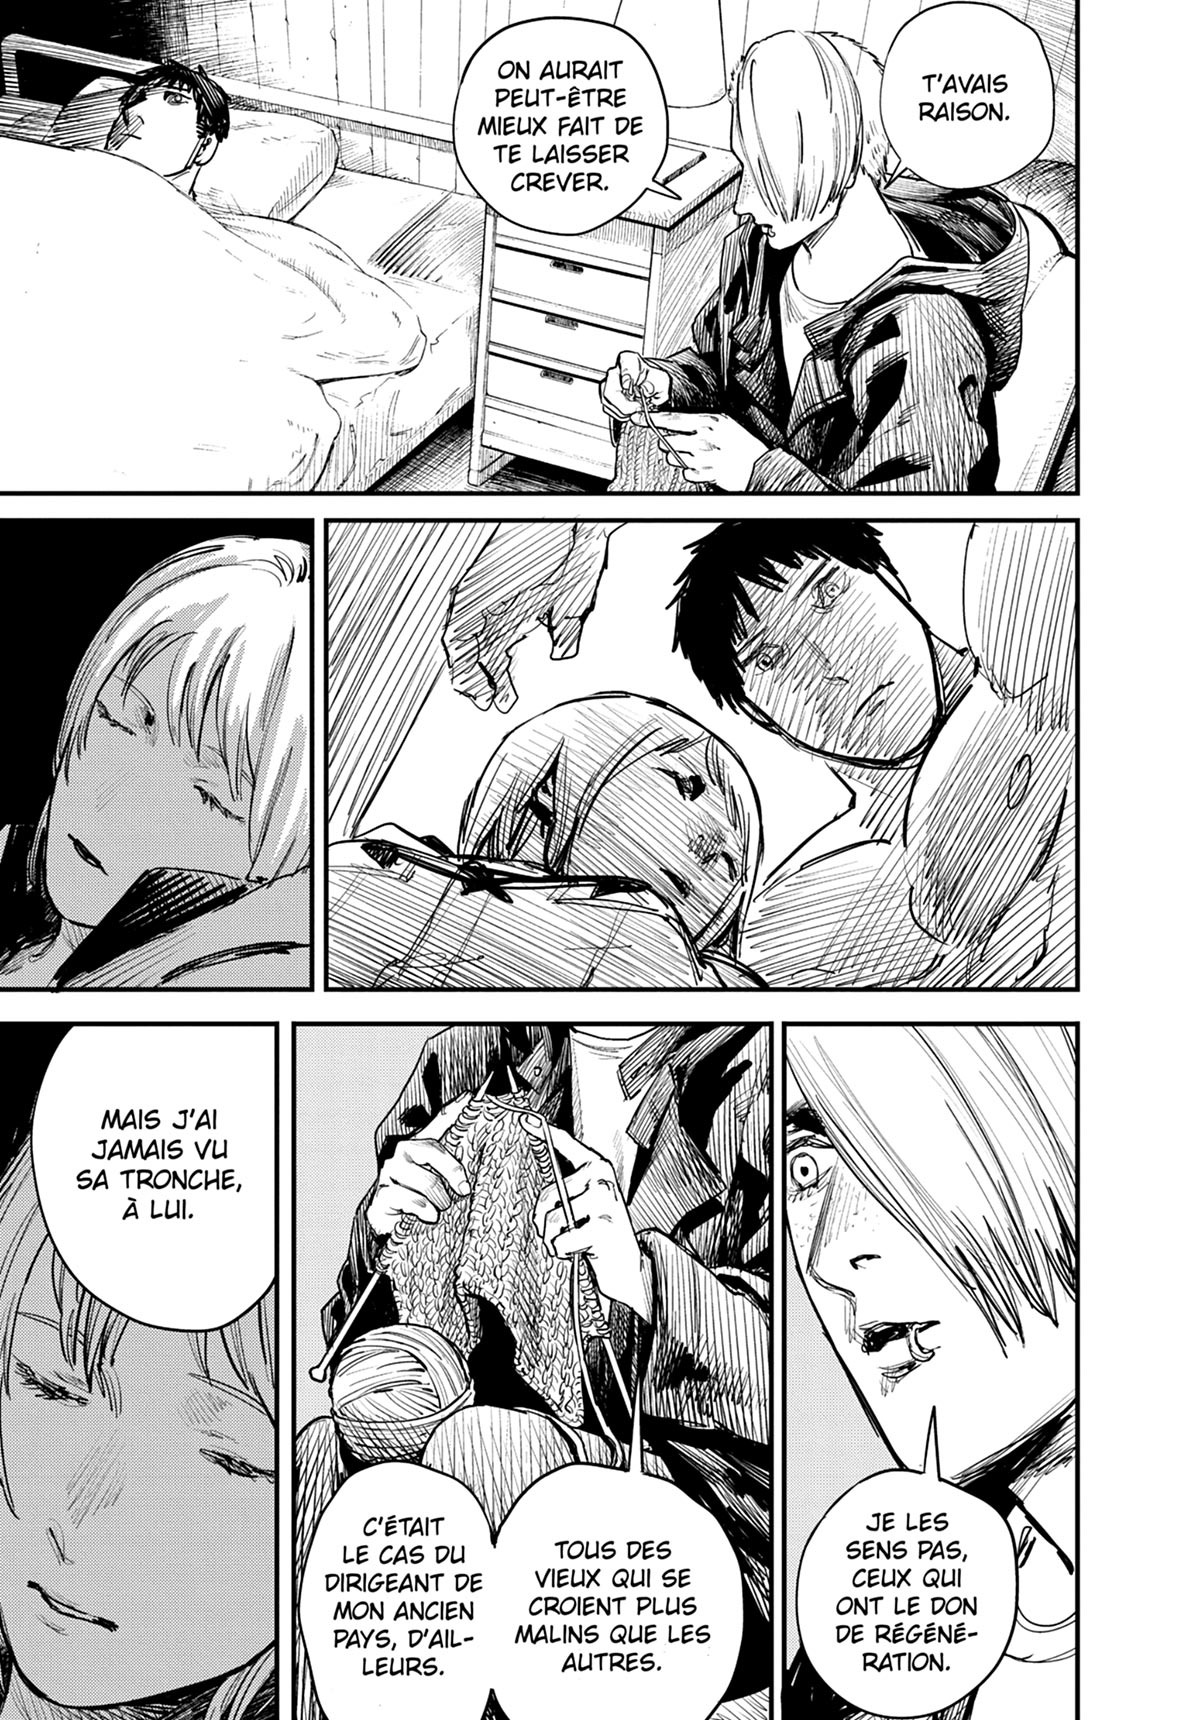 T'AVAIS
RAISON.
ON AURAIT
PEUT-ÊTRE
MIEUX FAIT DE
TE LAISSER
CREVER.
JE LES
SENS PAS,
CEUX QUI
ONT LE DON
DE RÉGÉNÉ-
RATION.
TOUS DES
VIEUX QUI SE
CROIENT PLUS
MALINS QUE LES
AUTRES.
C'ÉTAIT
LE CAS DU
DIRIGEANT DE
MON ANCIEN
PAYS, D'AIL-
LEURS.
MAIS J'AI
JAMAIS VU
SA TRONCHE,
À LUI.